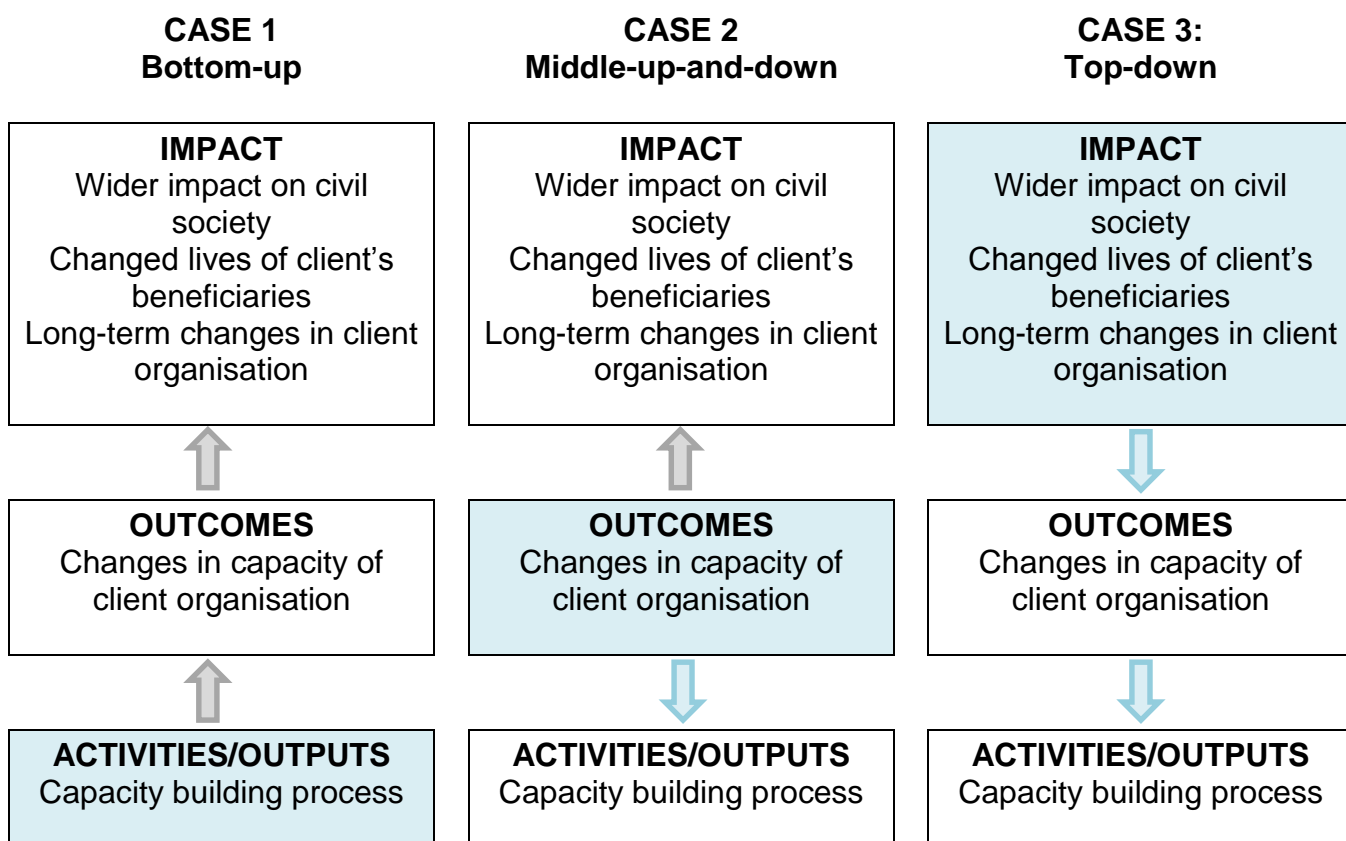 CASE 1
Bottom-up
CASE 2
Middle-up-and-down
CASE 3:
Top-down
IMPACT
Wider impact on civil
society
Changed lives of client's
beneficiaries
Long-term changes in client
organisation
IMPACT
Wider impact on civil
society
Changed lives of client's
beneficiaries
Long-term changes in client
organisation
IMPACT
Wider impact on civil
society
Changed lives of client's
beneficiaries
Long-term changes in client
organisation
OUTCOMES
Changes in capacity of
client organisation
OUTCOMES
Changes in capacity of
client organisation
OUTCOMES
Changes in capacity of
client organisation
ACTIVITIES/OUTPUTS
Capacity building process
ACTIVITIES/OUTPUTS
Capacity building process
ACTIVITIES/OUTPUTS
Capacity building process